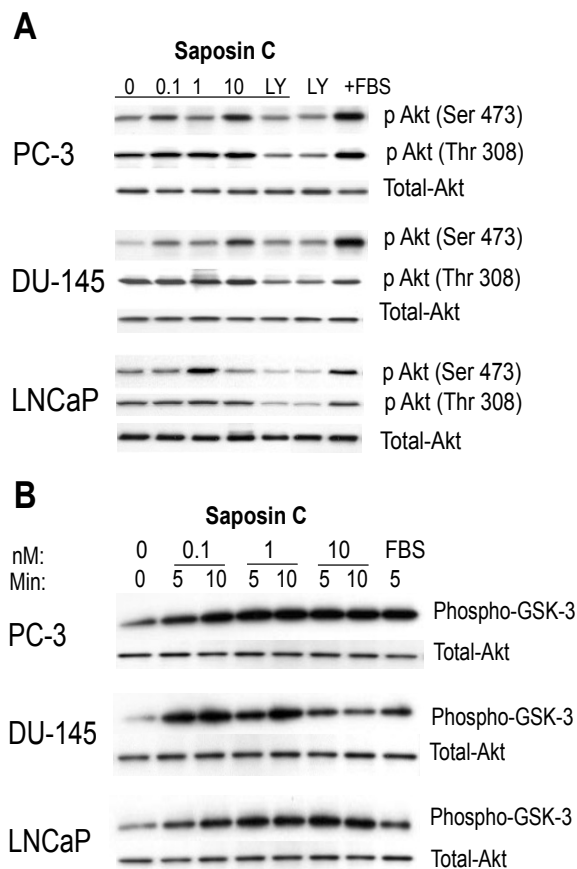 A
Saposin C
0 0.1 1 10 LY LY +FBS
p Akt (Ser 473)
PC-3
p Akt (Thr 308)
Total-Akt
p Akt (Ser 473)
DU-145
p Akt (Thr 308)
Total-Akt
p Akt (Ser 473)
LNCaP
p Akt (Thr 308)
Total-Akt
B
Saposin C
nM: 0 0.1 1 10 FBS
Min: 0 5 10 5 10 5 10 5
Phospho-GSK-3
PC-3
Total-Akt
Phospho-GSK-3
DU-145
Total-Akt
Phospho-GSK-3
LNCaP
Total-Akt